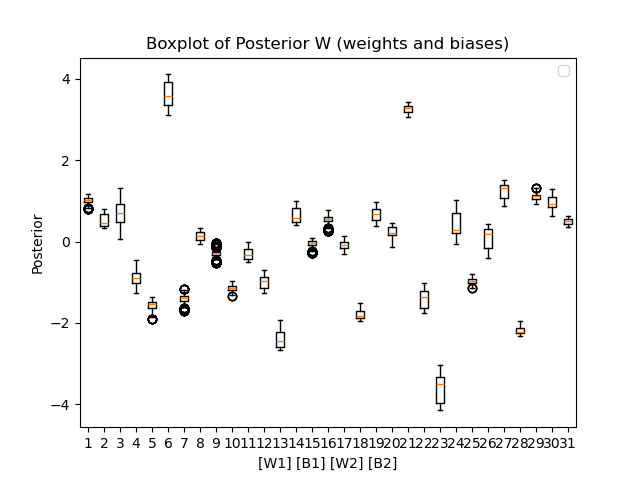 Boxplot of Posterior W (weights and biases)
4
2
0
−2
−4
Posterior
1 2 3 4 5 6 7 8 9 10 11 12 13 14 15 16 17 18 19 20 21 22 23 24 25 26 27 28 29 30 31
[W1] [B1] [W2] [B2]